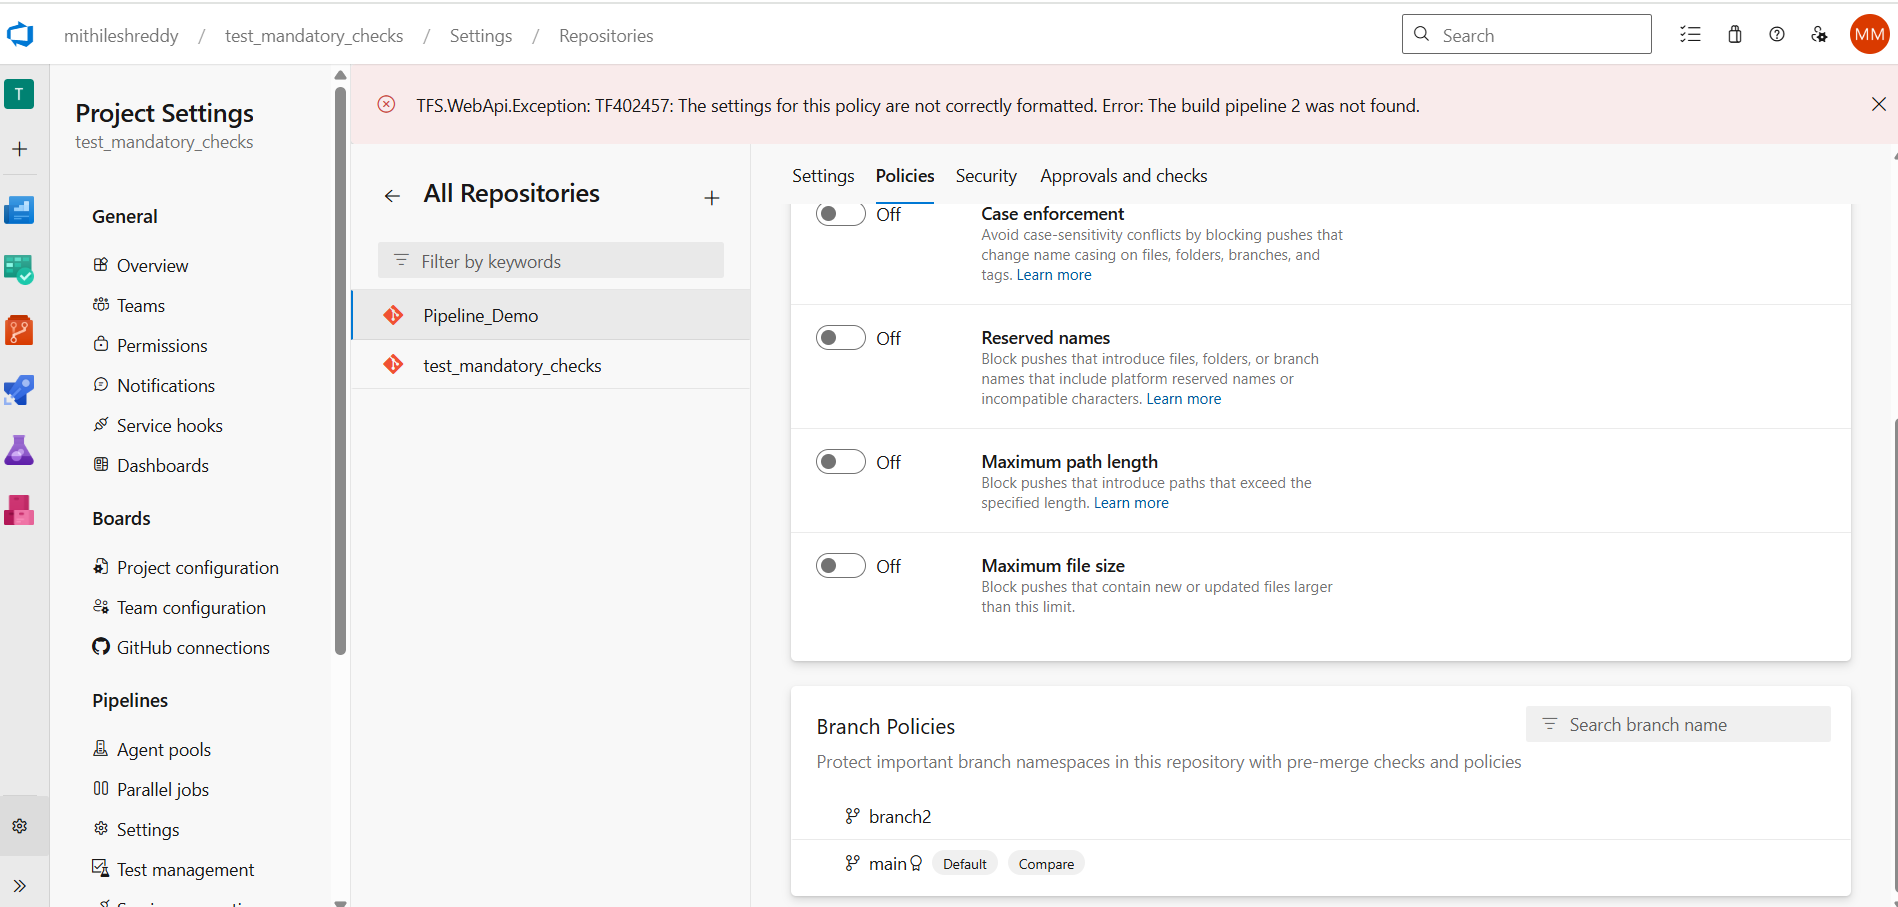 mithileshreddy / test_mandatory_checks / Settings / Repositories
Search
MM
T
Project Settings
test_mandatory_checks
General
Overview
Teams
Permissions
Notifications
Service hooks
Dashboards
Boards
Project configuration
Team configuration
GitHub connections
Pipelines
Agent pools
Parallel jobs
Settings
Test management
TFS.WebApi.Exception: TF402457: The settings for this policy are not correctly formatted. Error: The build pipeline 2 was not found.
All Repositories
Filter by keywords
Pipeline_Demo
test_mandatory_checks
Settings
Policies
Security
Approvals and checks
Off
Case enforcement
Avoid case-sensitivity conflicts by blocking pushes that
change name casing on files, folders, branches, and
tags. Learn more
Off
Reserved names
Block pushes that introduce files, folders, or branch
names that include platform reserved names or
incompatible characters. Learn more
Off
Maximum path length
Block pushes that introduce paths that exceed the
specified length. Learn more
Off
Maximum file size
Block pushes that contain new or updated files larger
than this limit.
Branch Policies
Search branch name
Protect important branch namespaces in this repository with pre-merge checks and policies
branch2
main Default Compare